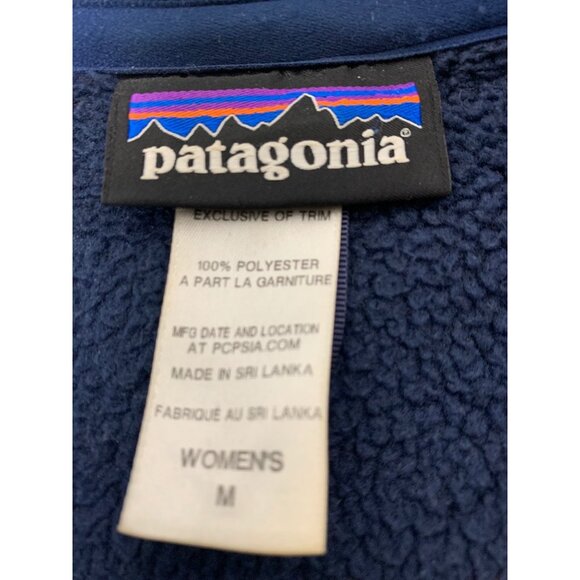 patagonia®
EXCLUSIVE OF TRIM
100% POLYESTER
A PART LA GARNITURE
MFG DATE AND LOCATION
AT PCPSIA.COM
MADE IN SRI LANKA
FABRIQUÉ AU SRI LANKA
WOMEN'S
M